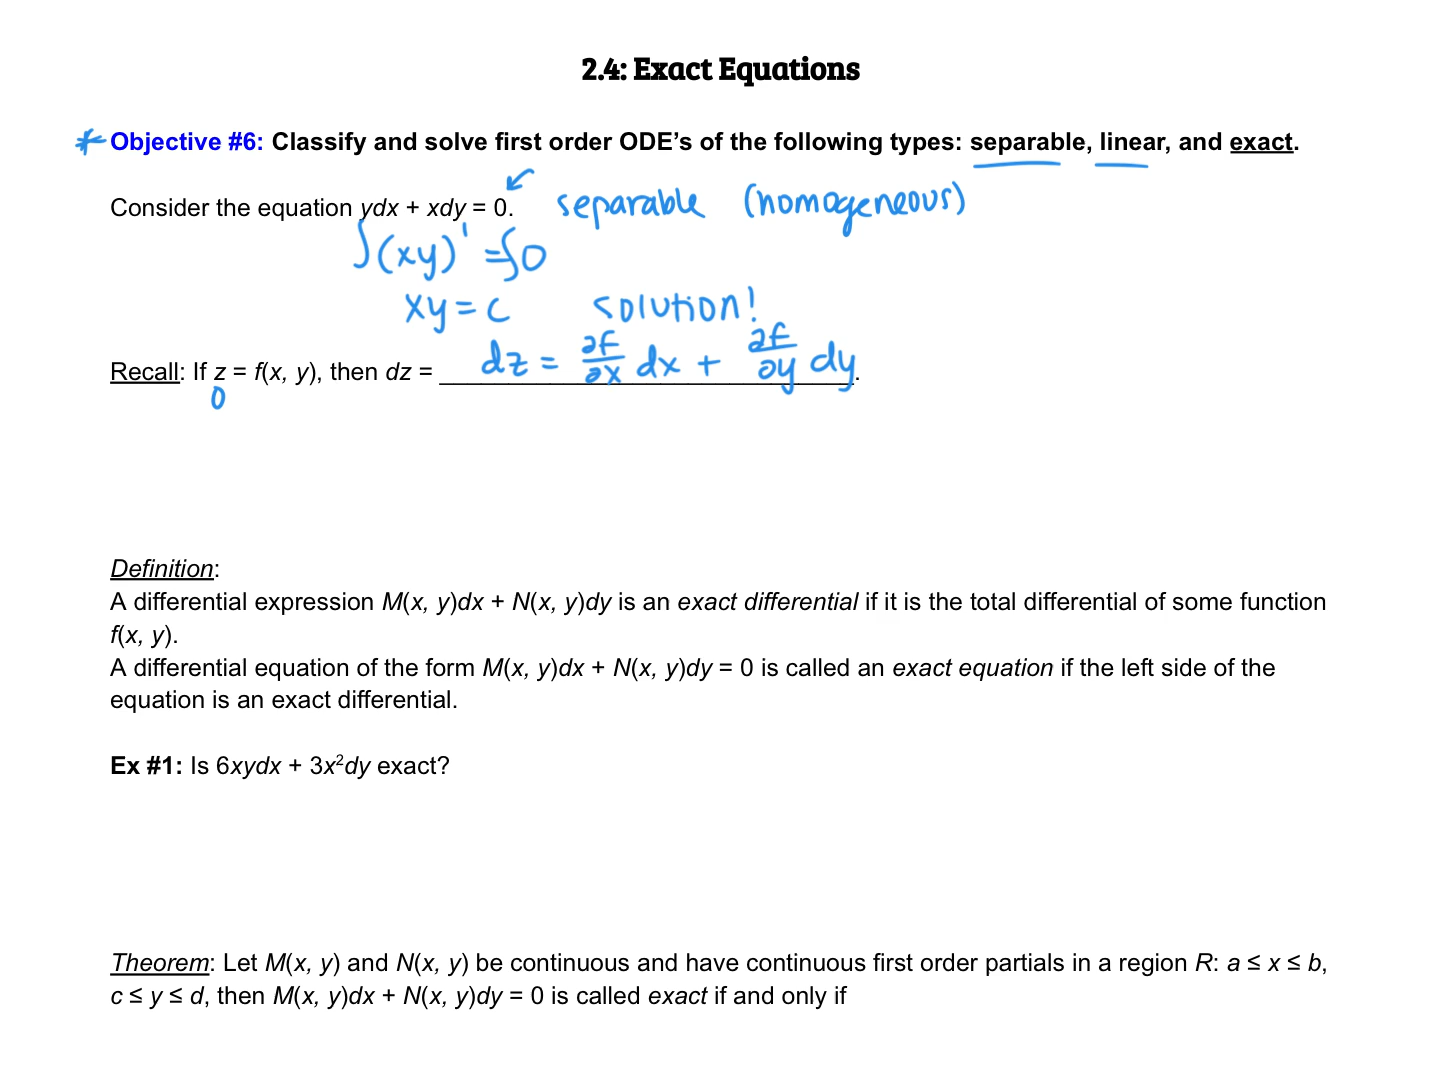 2.4: Exact Equations
* Objective #6: Classify and solve first order ODE’s of the following types: separable, linear, and exact.
Consider the equation ydx + xdy = 0. separable (homogeneous)
∫(xy)' = ∫0
xy = c solution!
Recall: If z = f(x, y), then dz = dz = ∂f/∂x dx + ∂f/∂y dy.
0
Definition:
A differential expression M(x, y)dx + N(x, y)dy is an exact differential if it is the total differential of some function
f(x, y).
A differential equation of the form M(x, y)dx + N(x, y)dy = 0 is called an exact equation if the left side of the
equation is an exact differential.
Ex #1: Is 6xydx + 3x²dy exact?
Theorem: Let M(x, y) and N(x, y) be continuous and have continuous first order partials in a region R: a ≤ x ≤ b,
c ≤ y ≤ d, then M(x, y)dx + N(x, y)dy = 0 is called exact if and only if